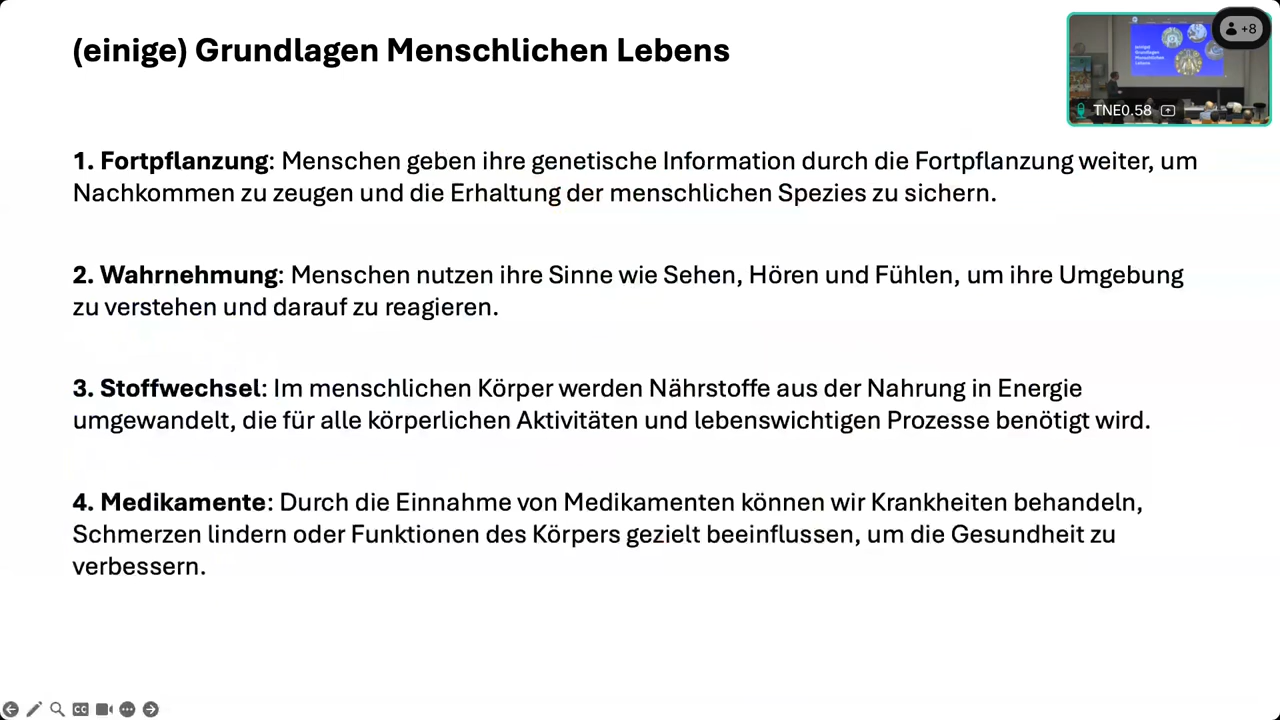 (einige) Grundlagen Menschlichen Lebens
+8
TNE0.58
1. Fortpflanzung: Menschen geben ihre genetische Information durch die Fortpflanzung weiter, um
Nachkommen zu zeugen und die Erhaltung der menschlichen Spezies zu sichern.
2. Wahrnehmung: Menschen nutzen ihre Sinne wie Sehen, Hören und Fühlen, um ihre Umgebung
zu verstehen und darauf zu reagieren.
3. Stoffwechsel: Im menschlichen Körper werden Nährstoffe aus der Nahrung in Energie
umgewandelt, die für alle körperlichen Aktivitäten und lebenswichtigen Prozesse benötigt wird.
4. Medikamente: Durch die Einnahme von Medikamenten können wir Krankheiten behandeln,
Schmerzen lindern oder Funktionen des Körpers gezielt beeinflussen, um die Gesundheit zu
verbessern.
CC